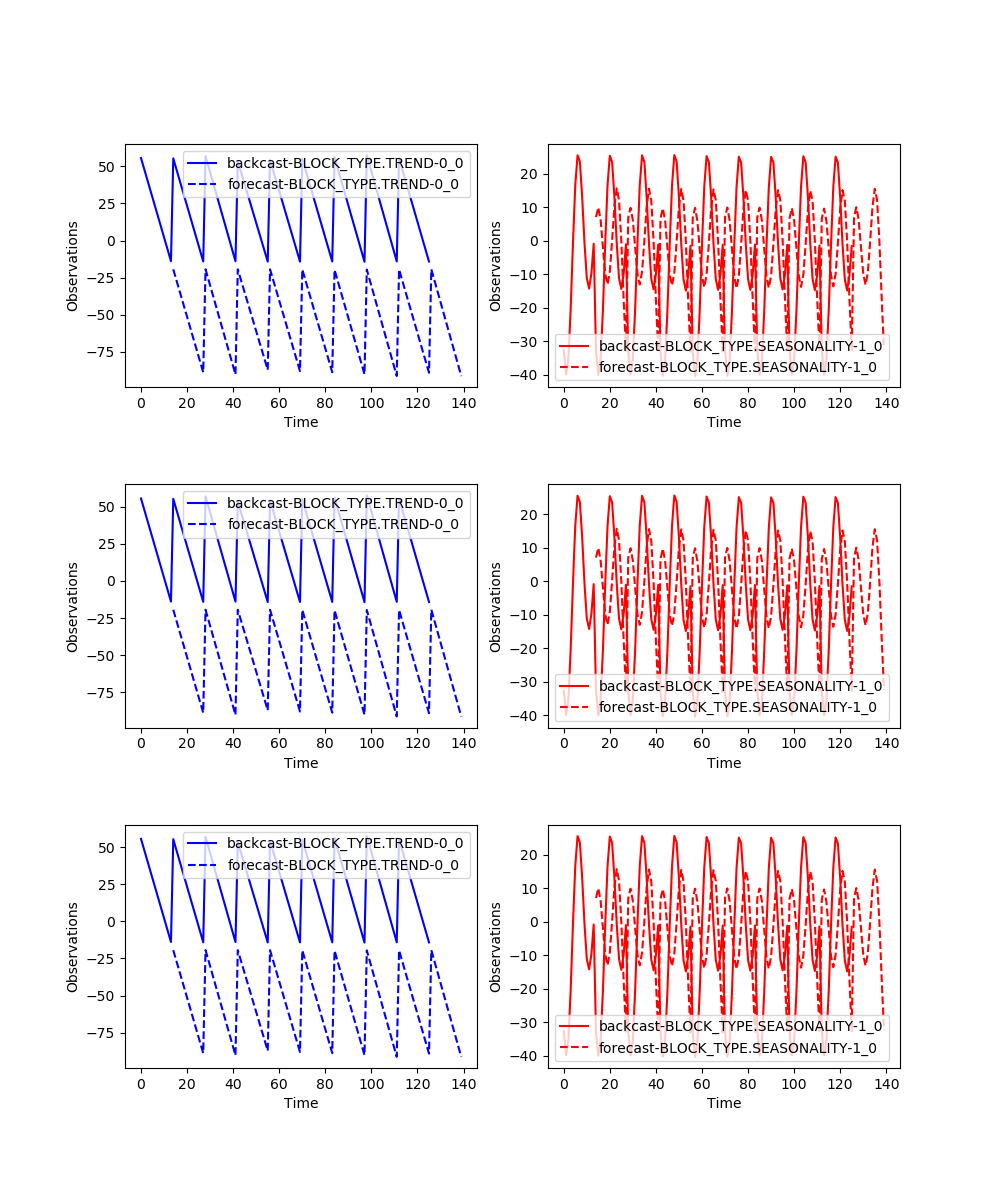 backcast-BLOCK_TYPE.TREND-0_0
forecast-BLOCK_TYPE.TREND-0_0
50
25
0
−25
−50
−75
Observations
0 20 40 60 80 100 120 140
Time
20
10
0
−10
−20
−30
−40
Observations
backcast-BLOCK_TYPE.SEASONALITY-1_0
forecast-BLOCK_TYPE.SEASONALITY-1_0
0 20 40 60 80 100 120 140
Time
backcast-BLOCK_TYPE.TREND-0_0
forecast-BLOCK_TYPE.TREND-0_0
50
25
0
−25
−50
−75
Observations
0 20 40 60 80 100 120 140
Time
20
10
0
−10
−20
−30
−40
Observations
backcast-BLOCK_TYPE.SEASONALITY-1_0
forecast-BLOCK_TYPE.SEASONALITY-1_0
0 20 40 60 80 100 120 140
Time
backcast-BLOCK_TYPE.TREND-0_0
forecast-BLOCK_TYPE.TREND-0_0
50
25
0
−25
−50
−75
Observations
0 20 40 60 80 100 120 140
Time
20
10
0
−10
−20
−30
−40
Observations
backcast-BLOCK_TYPE.SEASONALITY-1_0
forecast-BLOCK_TYPE.SEASONALITY-1_0
0 20 40 60 80 100 120 140
Time